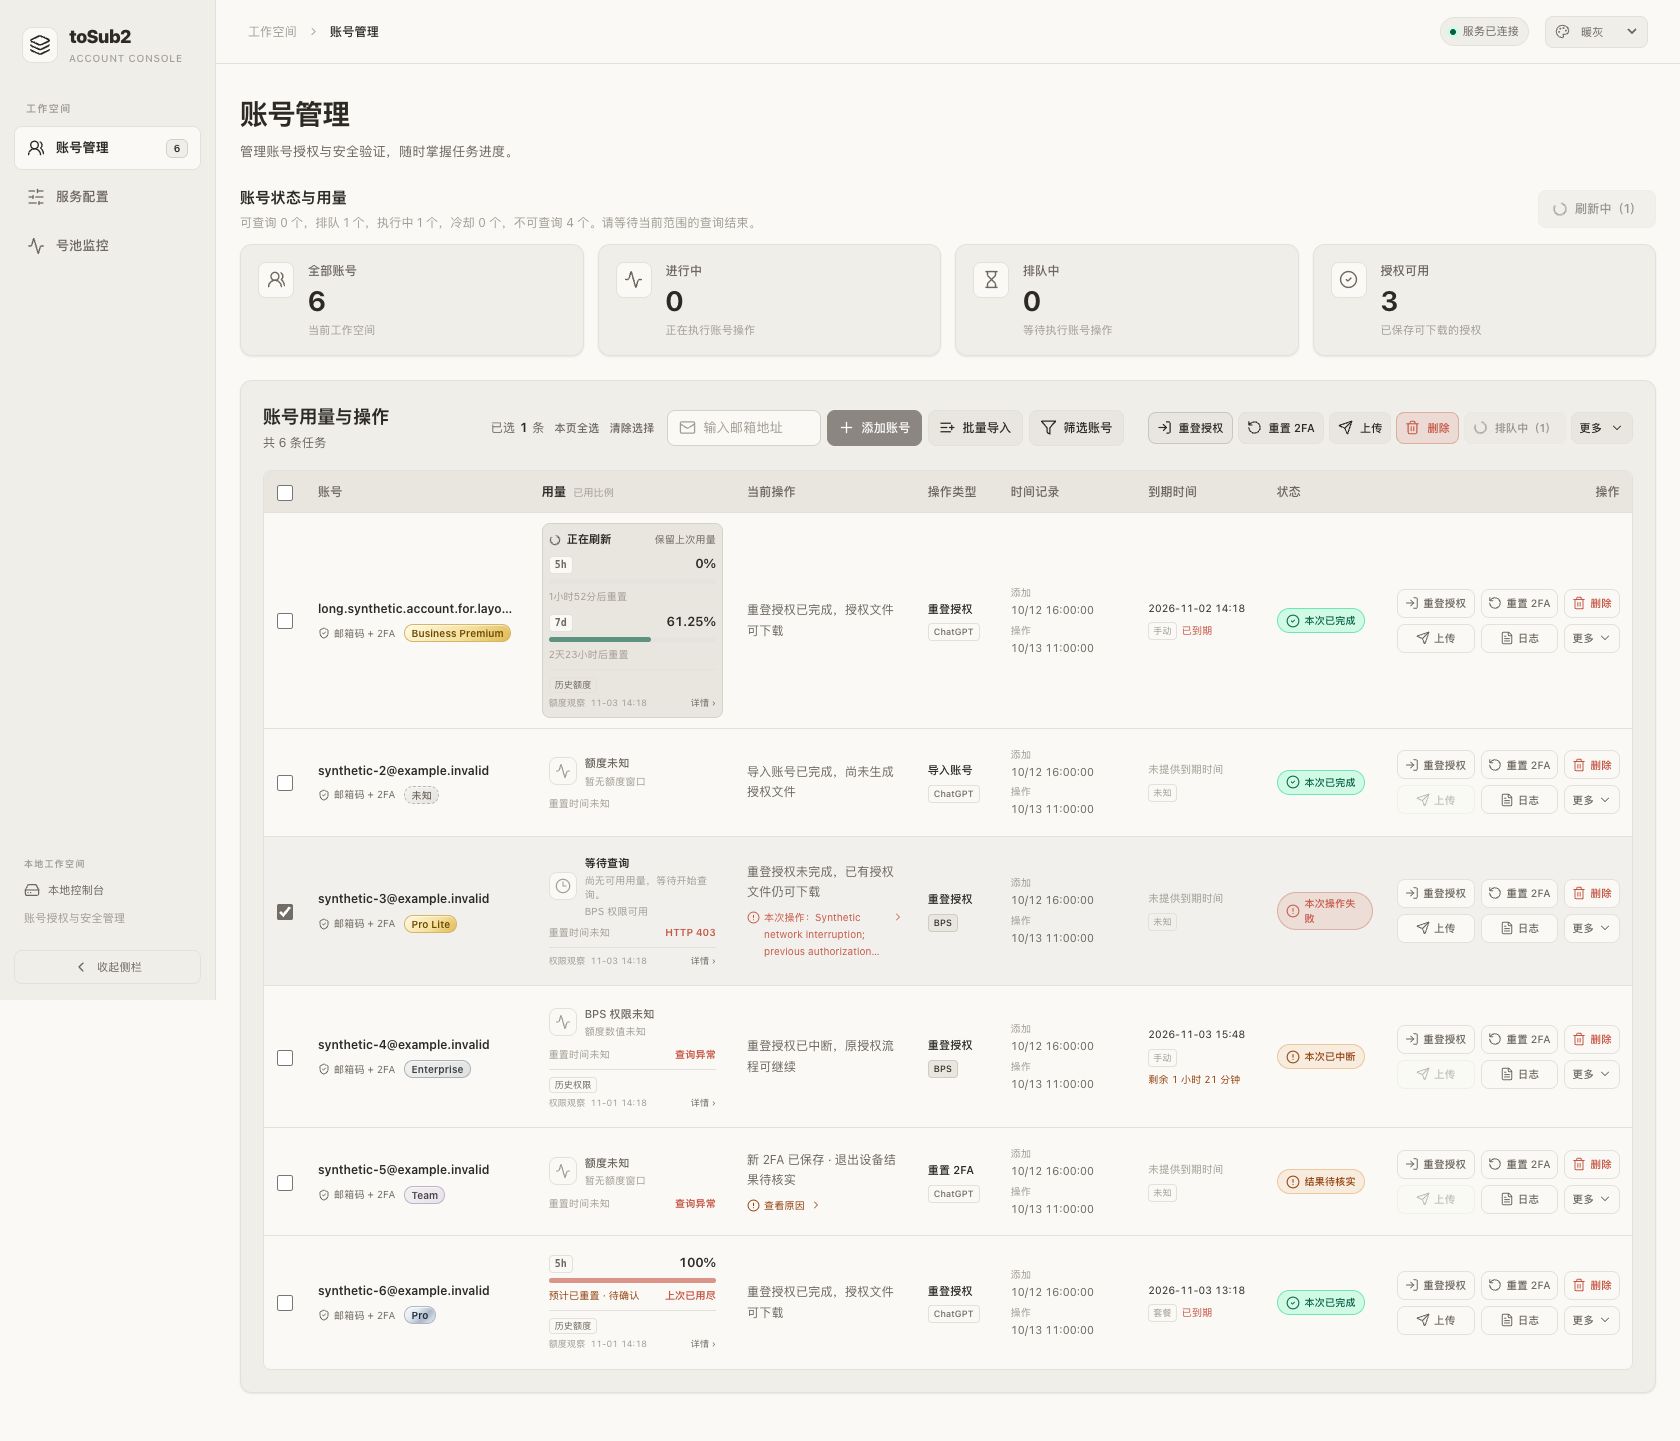 toSub2
ACCOUNT CONSOLE
工作空间
账号管理 6
服务配置
号池监控
本地工作空间
本地控制台
账号授权与安全管理
收起侧栏
工作空间 > 账号管理
服务已连接
暖灰
账号管理
管理账号授权与安全验证，随时掌握任务进度。
账号状态与用量
可查询 0 个，排队 1 个，执行中 1 个，冷却 0 个，不可查询 4 个。请等待当前范围的查询结束。
刷新中（1）
全部账号
6
当前工作空间
进行中
0
正在执行账号操作
排队中
0
等待执行账号操作
授权可用
3
已保存可下载的授权
账号用量与操作
共 6 条任务
已选 1 条 本页全选 清除选择
输入邮箱地址
添加账号
批量导入
筛选账号
重登授权
重置 2FA
上传
删除
排队中（1）
更多
账号 用量 已用比例 当前操作 操作类型 时间记录 到期时间 状态 操作
long.synthetic.account.for.layo...
邮箱码 + 2FA Business Premium
正在刷新 保留上次用量
5h 0%
1小时52分后重置
7d 61.25%
2天23小时后重置
历史额度
额度观察 11-03 14:18 详情 ›
重登授权已完成，授权文件
可下载
重登授权
ChatGPT
添加
10/12 16:00:00
操作
10/13 11:00:00
2026-11-02 14:18
手动 已到期
本次已完成
重登授权 重置 2FA 删除
上传 日志 更多
synthetic-2@example.invalid
邮箱码 + 2FA 未知
额度未知
暂无额度窗口
重置时间未知
导入账号已完成，尚未生成
授权文件
导入账号
ChatGPT
添加
10/12 16:00:00
操作
10/13 11:00:00
未提供到期时间
未知
本次已完成
重登授权 重置 2FA 删除
上传 日志 更多
synthetic-3@example.invalid
邮箱码 + 2FA Pro Lite
等待查询
尚无可用用量，等待开始查
询。
BPS 权限可用
重置时间未知 HTTP 403
权限观察 11-03 14:18 详情 ›
重登授权未完成，已有授权
文件仍可下载
本次操作：Synthetic
network interruption;
previous authorization...
重登授权
BPS
添加
10/12 16:00:00
操作
10/13 11:00:00
未提供到期时间
未知
本次操作失
败
重登授权 重置 2FA 删除
上传 日志 更多
synthetic-4@example.invalid
邮箱码 + 2FA Enterprise
BPS 权限未知
额度数值未知
重置时间未知 查询异常
历史权限
权限观察 11-01 14:18 详情 ›
重登授权已中断，原授权流
程可继续
重登授权
BPS
添加
10/12 16:00:00
操作
10/13 11:00:00
2026-11-03 15:48
手动
剩余 1 小时 21 分钟
本次已中断
重登授权 重置 2FA 删除
上传 日志 更多
synthetic-5@example.invalid
邮箱码 + 2FA Team
额度未知
暂无额度窗口
重置时间未知 查询异常
新 2FA 已保存 · 退出设备结
果待核实
查看原因
重置 2FA
ChatGPT
添加
10/12 16:00:00
操作
10/13 11:00:00
未提供到期时间
未知
结果待核实
重登授权 重置 2FA 删除
上传 日志 更多
synthetic-6@example.invalid
邮箱码 + 2FA Pro
5h 100%
预计已重置 · 待确认 上次已用尽
历史额度
额度观察 11-01 14:18 详情 ›
重登授权已完成，授权文件
可下载
重登授权
ChatGPT
添加
10/12 16:00:00
操作
10/13 11:00:00
2026-11-03 13:18
套餐 已到期
本次已完成
重登授权 重置 2FA 删除
上传 日志 更多